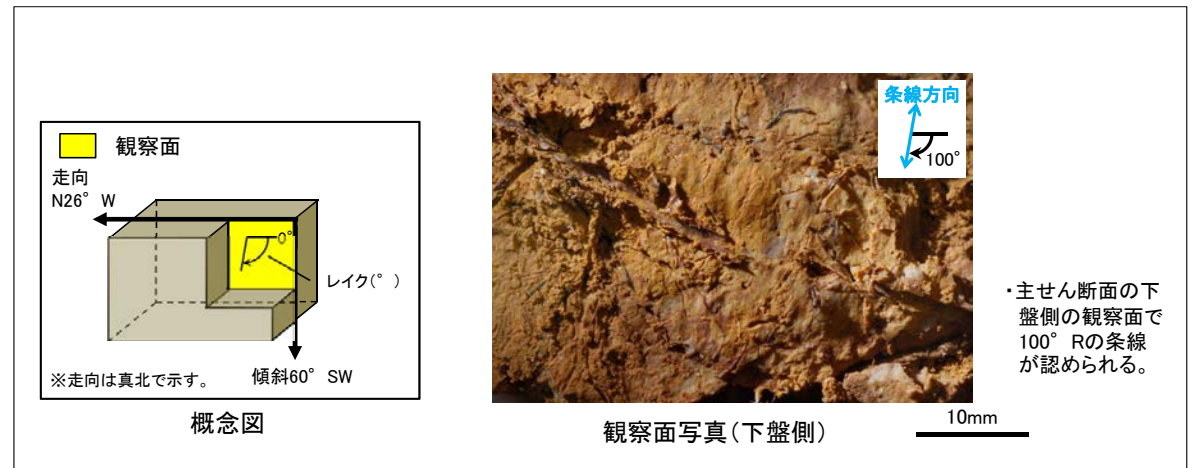 観察面
走向
N26°W
0°
レイク(°)
※走向は真北で示す。
傾斜60°SW
概念図
条線方向
100°
観察面写真(下盤側)
10mm
・主せん断面の下
盤側の観察面で
100°Rの条線
が認められる。